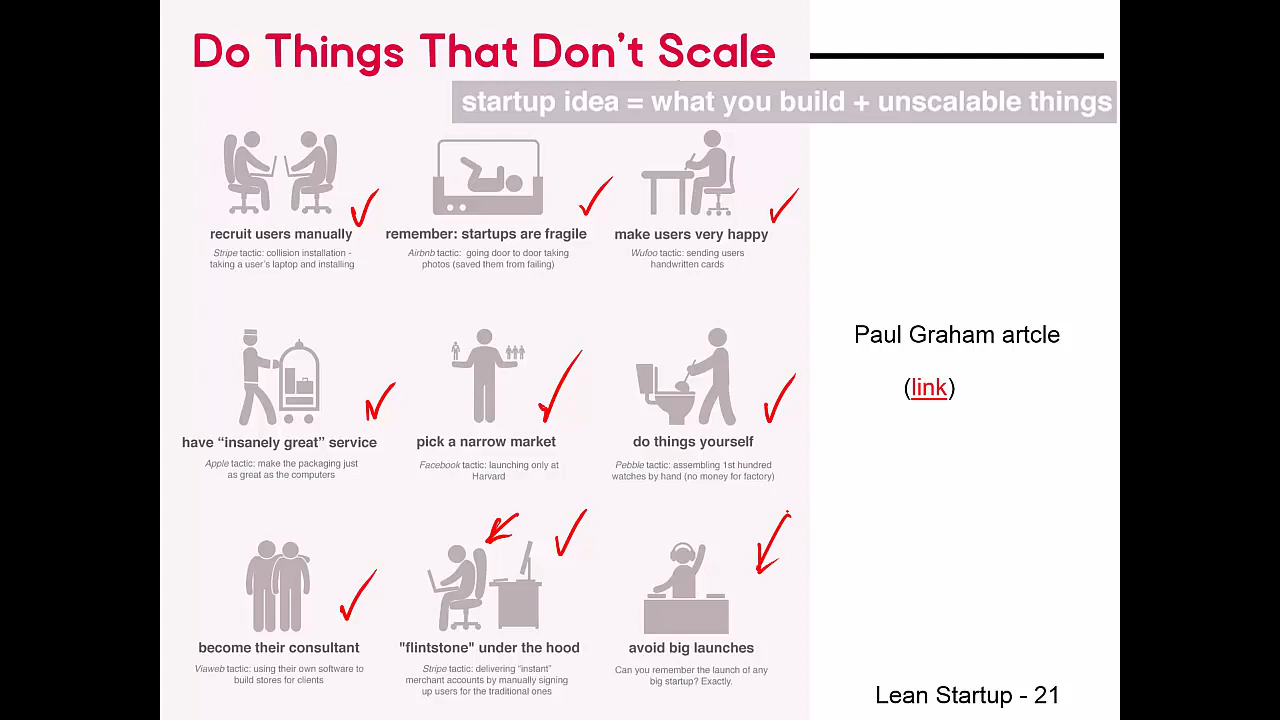 Do Things That Don't Scale
startup idea = what you build + unscalable things
recruit users manually
Stripe tactic: collision installation -
taking a user's laptop and installing
remember: startups are fragile
Airbnb tactic: going door to door taking
photos (saved them from failing)
make users very happy
Wufoo tactic: sending users
handwritten cards
have “insanely great” service
Apple tactic: make the packaging just
as great as the computers
pick a narrow market
Facebook tactic: launching only at
Harvard
do things yourself
Pebble tactic: assembling 1st hundred
watches by hand (no money for factory)
become their consultant
Viaweb tactic: using their own software to
build stores for clients
"flintstone" under the hood
Stripe tactic: delivering “instant”
merchant accounts by manually signing
up users for the traditional ones
avoid big launches
Can you remember the launch of any
big startup? Exactly.
Paul Graham artcle
(link)
Lean Startup - 21